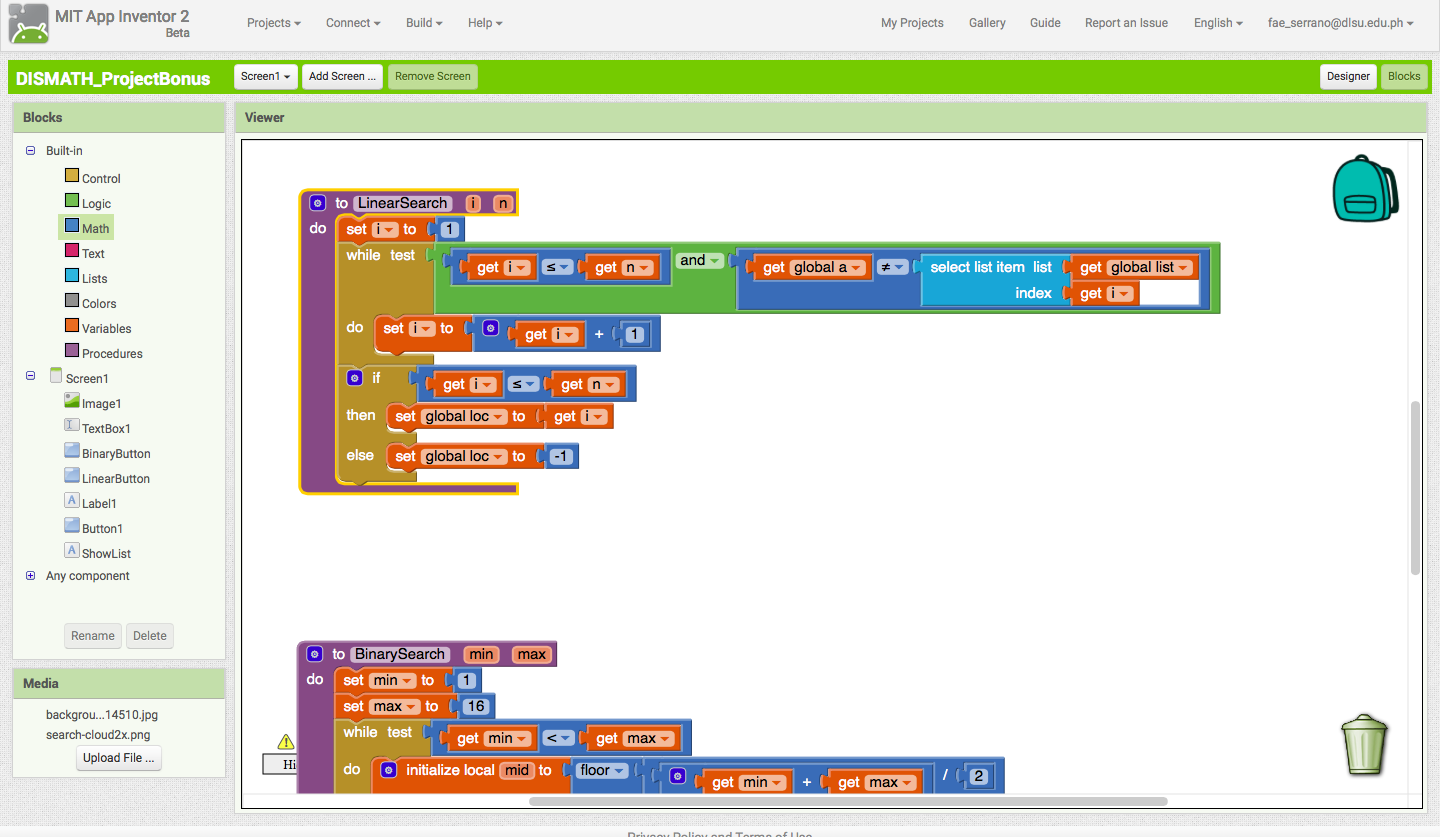 MIT App Inventor 2
Beta
Projects Connect Build Help My Projects Gallery Guide Report an Issue English fae_serrano@dlsu.edu.ph
DISMATH_ProjectBonus Screen1 Add Screen ... Remove Screen Designer Blocks
Blocks
Built-in
Control
Logic
Math
Text
Lists
Colors
Variables
Procedures
Screen1
Image1
TextBox1
BinaryButton
LinearButton
Label1
Button1
ShowList
Any component
Rename Delete
Media
backgrou...14510.jpg
search-cloud2x.png
Upload File ...
Viewer
to LinearSearch i n
do set i to 1
while test get i ≤ get n and get global a ≠ select list item list get global list
index get i
do set i to get i + 1
if get i ≤ get n
then set global loc to get i
else set global loc to -1
to BinarySearch min max
do set min to 1
set max to 16
while test get min < get max
Hi
do initialize local mid to floor get min + get max / 2
Privacy Policy and Terms of Use